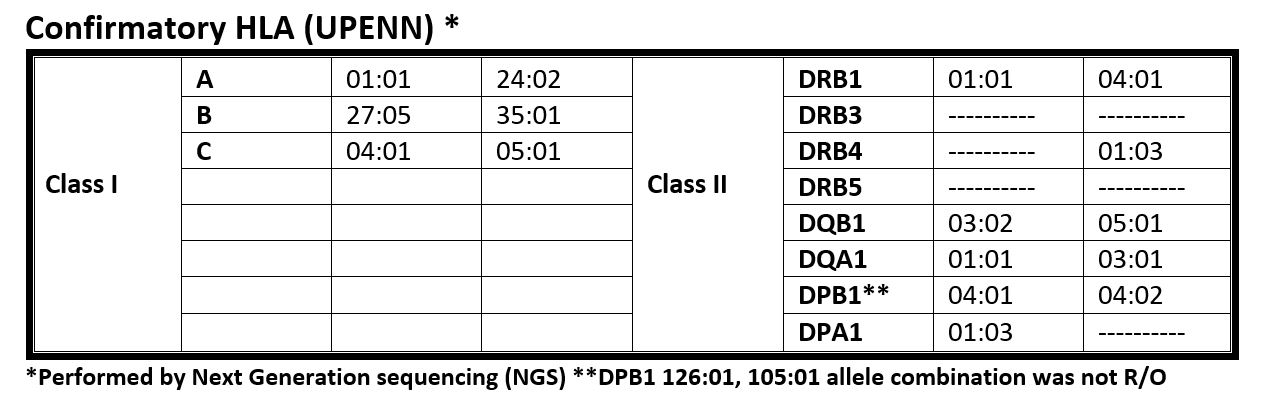 Confirmatory HLA (UPENN) *
A 01:01 24:02 DRB1 01:01 04:01
B 27:05 35:01 DRB3 ---------- ----------
C 04:01 05:01 DRB4 ---------- 01:03
Class I Class II DRB5 ---------- ----------
DQB1 03:02 05:01
DQA1 01:01 03:01
DPB1** 04:01 04:02
DPA1 01:03 ----------
*Performed by Next Generation sequencing (NGS) **DPB1 126:01, 105:01 allele combination was not R/O